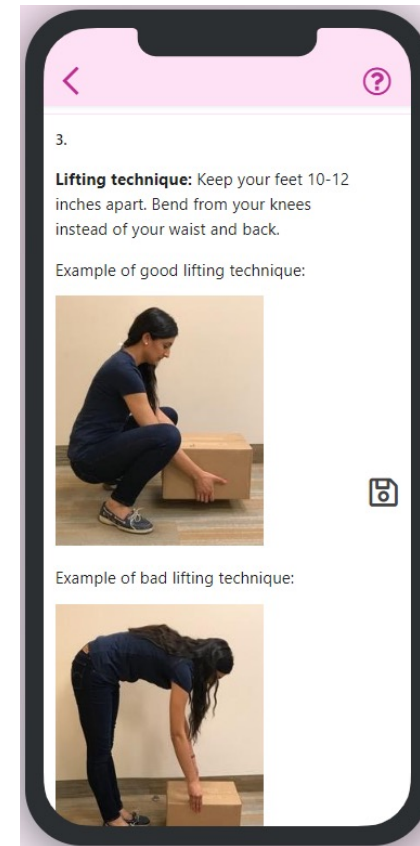 3.
Lifting technique: Keep your feet 10-12
inches apart. Bend from your knees
instead of your waist and back.
Example of good lifting technique:
Example of bad lifting technique: